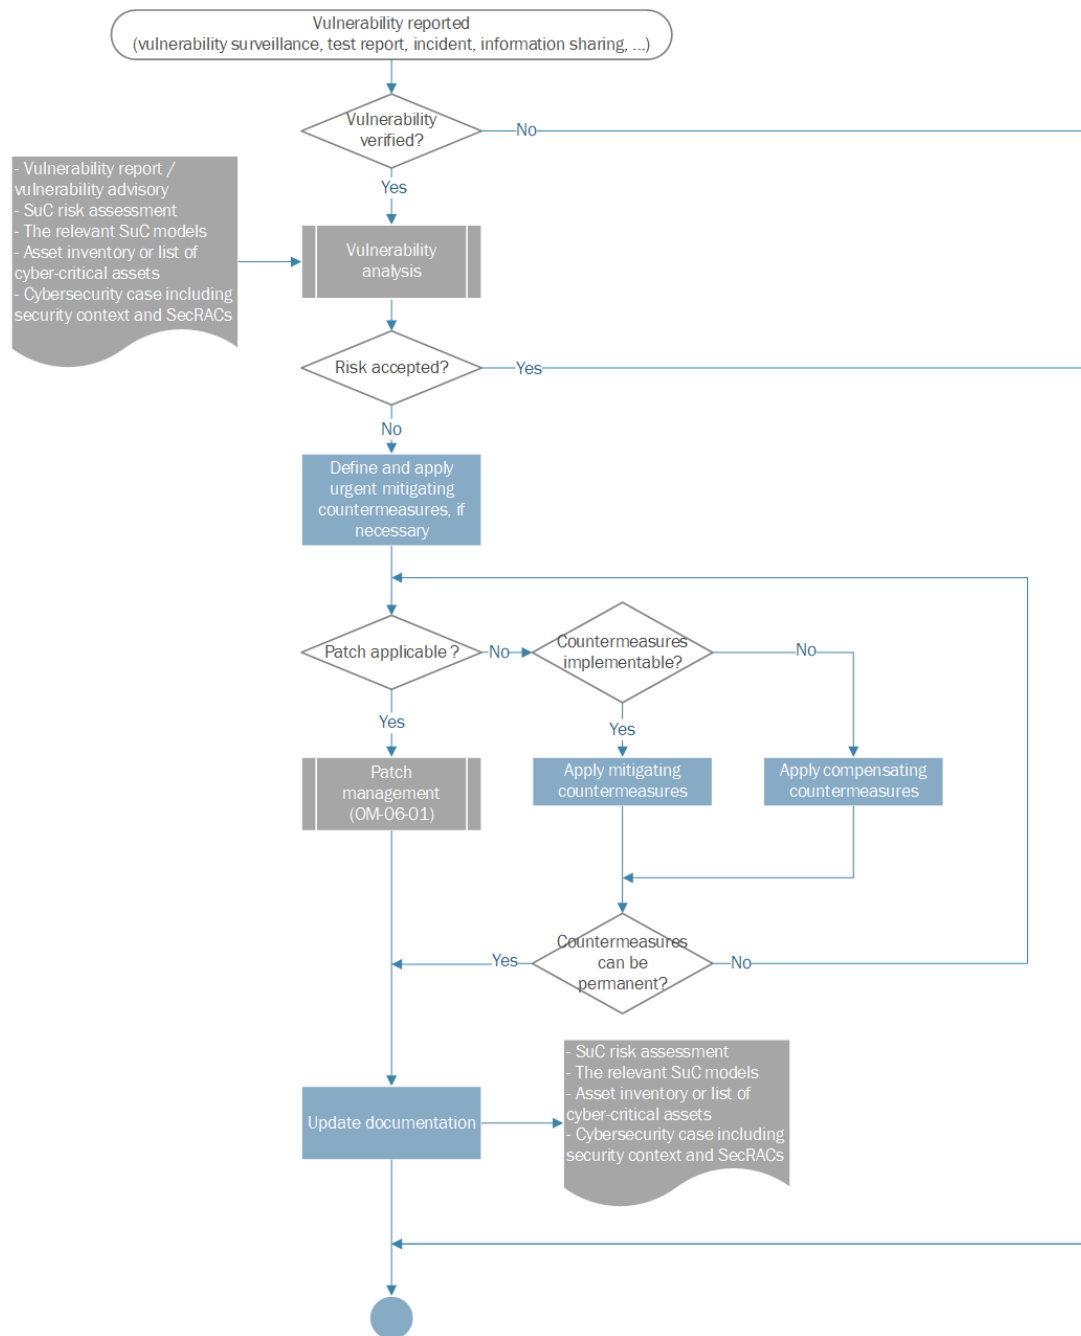 Vulnerability reported
(vulnerability surveillance, test report, incident, information sharing, ...)
Vulnerability
verified?
No
Yes
- Vulnerability report /
vulnerability advisory
- SuC risk assessment
- The relevant SuC models
- Asset inventory or list of
cyber-critical assets
- Cybersecurity case including
security context and SecRACs
Vulnerability
analysis
Risk accepted?
Yes
No
Define and apply
urgent mitigating
countermeasures, if
necessary
Patch applicable ?
No
Countermeasures
implementable?
No
Yes
Yes
Patch
management
(OM-06-01)
Apply mitigating
countermeasures
Apply compensating
countermeasures
Countermeasures
can be
permanent?
Yes
No
Update documentation
- SuC risk assessment
- The relevant SuC models
- Asset inventory or list of
cyber-critical assets
- Cybersecurity case including
security context and SecRACs